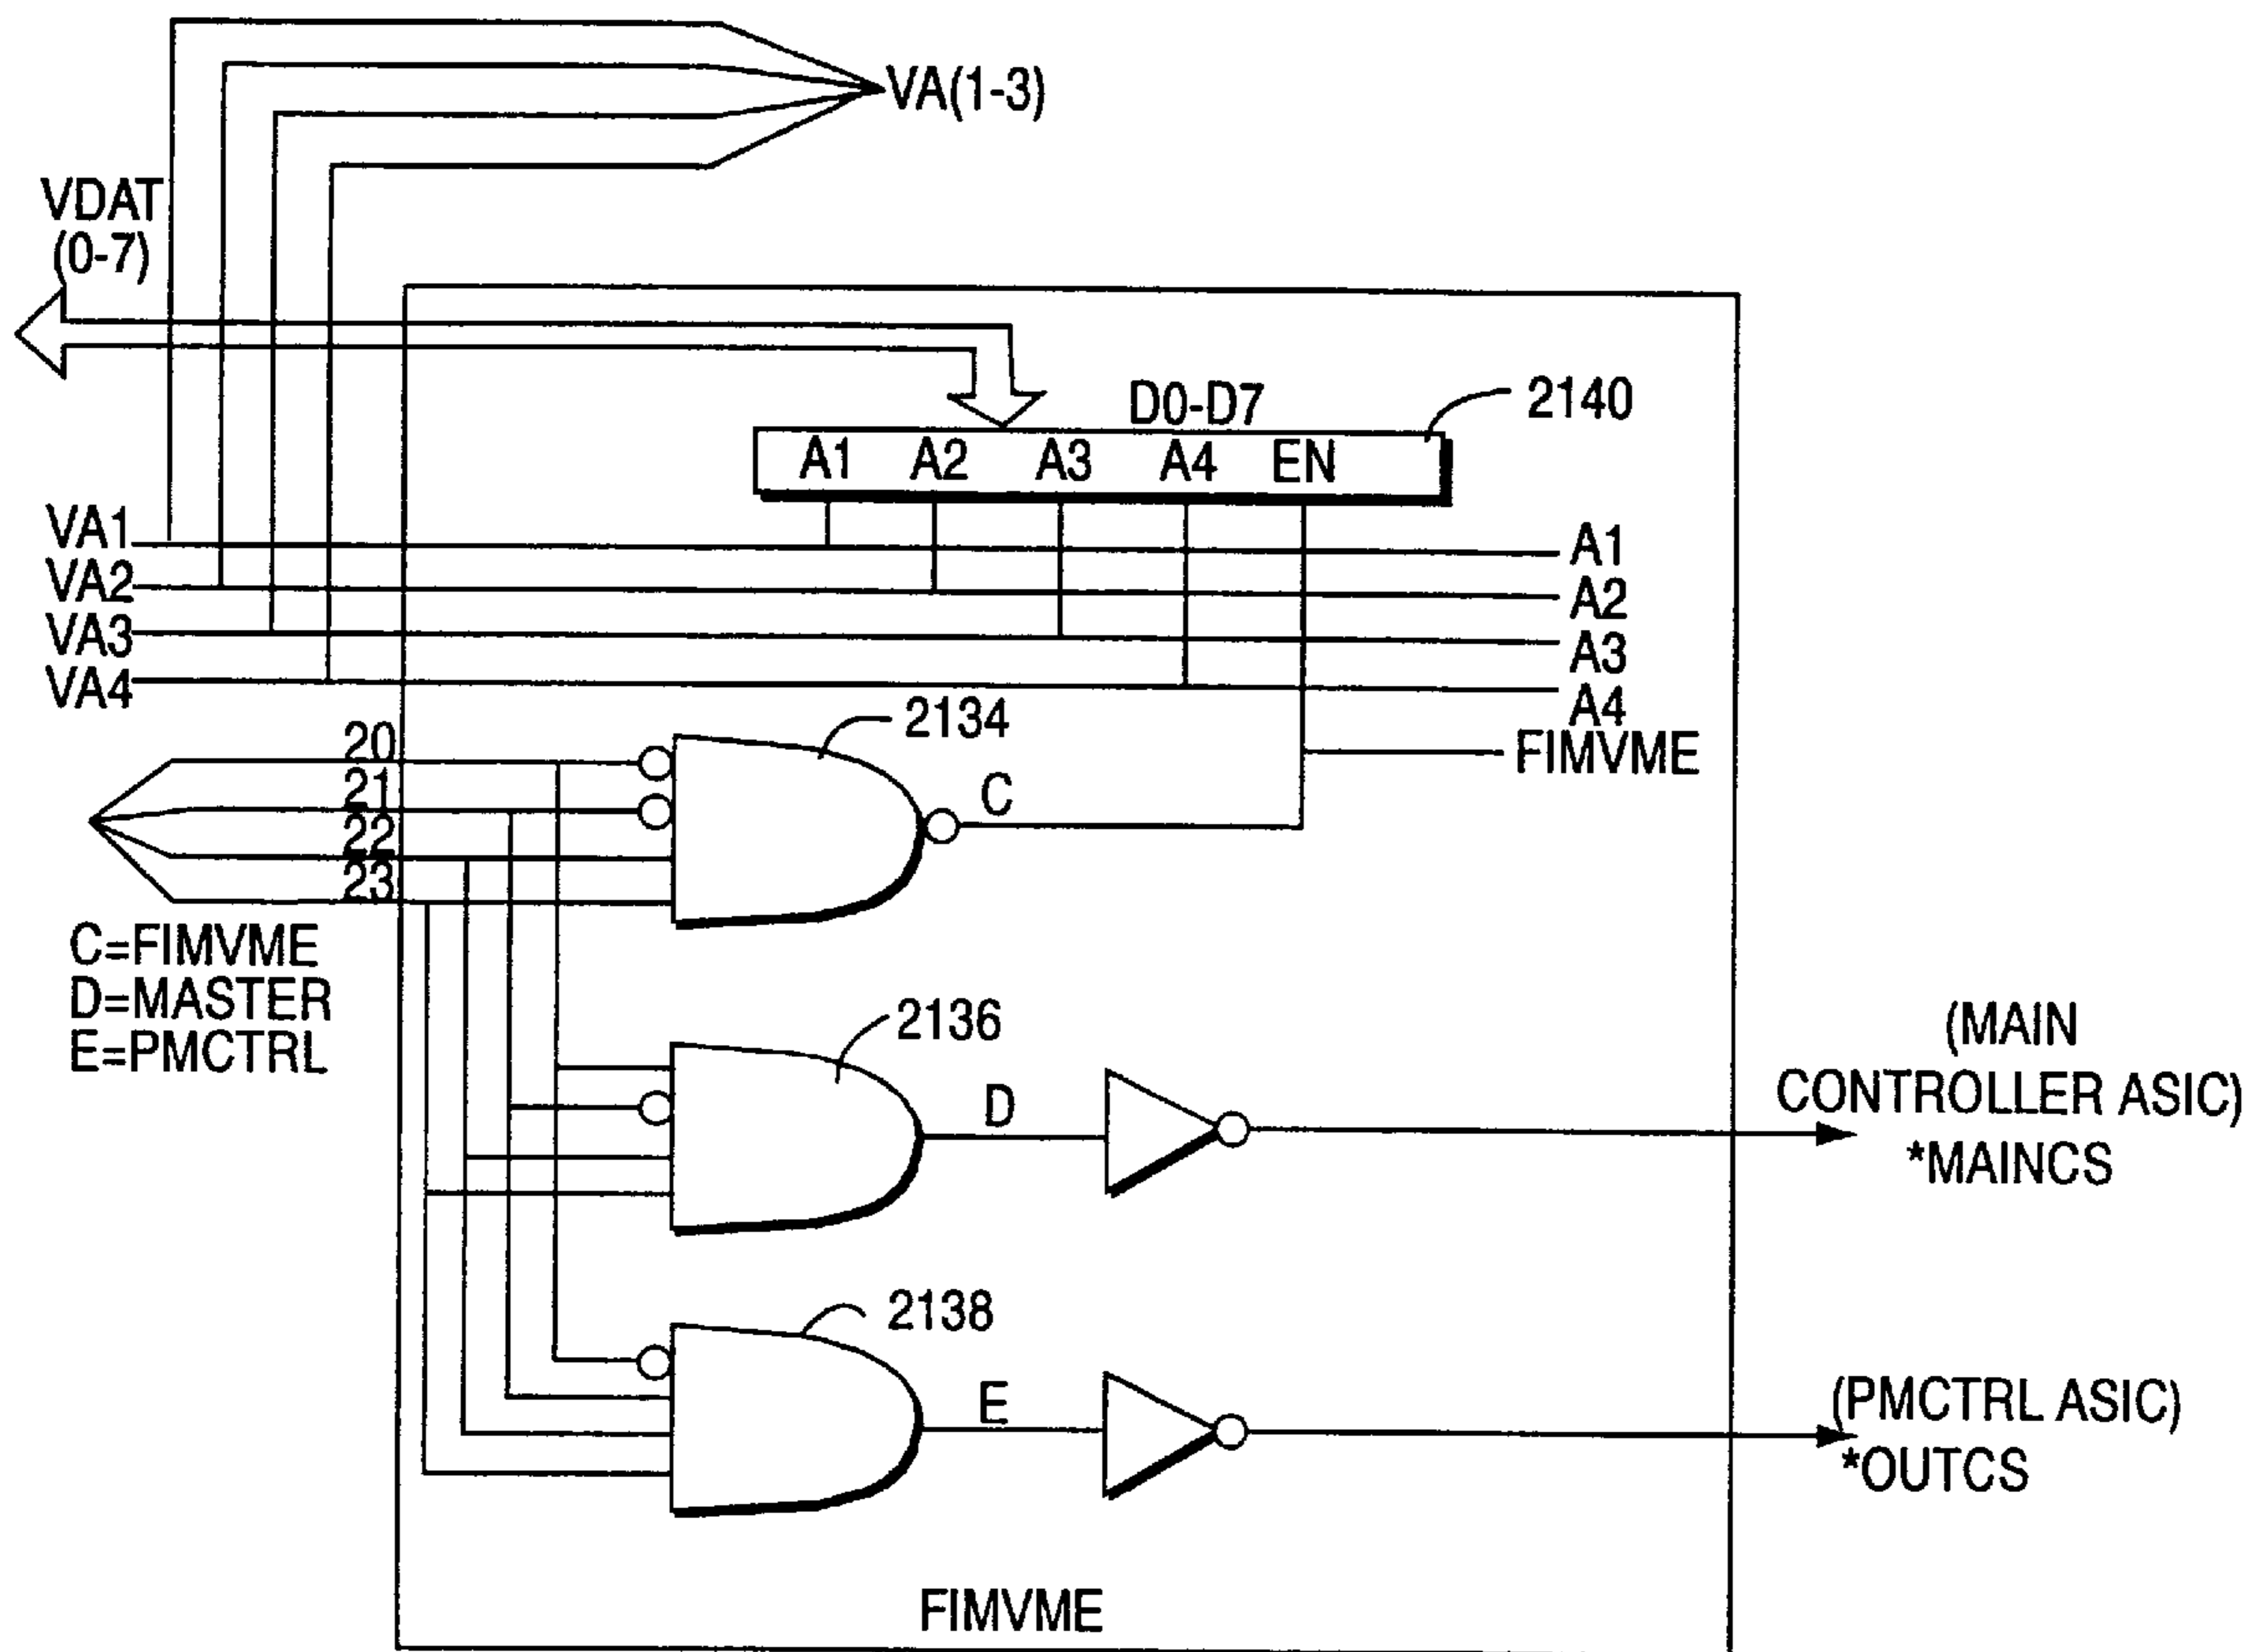 VA(1-3)
VDAT
(0-7)
D0-D7
2140
A1 A2 A3 A4 EN
VA1
A1
VA2
A2
VA3
A3
VA4
A4
2134
FIMVME
20
21
22
23
C
C=FIMVME
D=MASTER
E=PMCTRL
2136
D
(MAIN
CONTROLLER ASIC)
*MAINCS
2138
E
(PMCTRL ASIC)
*OUTCS
FIMVME